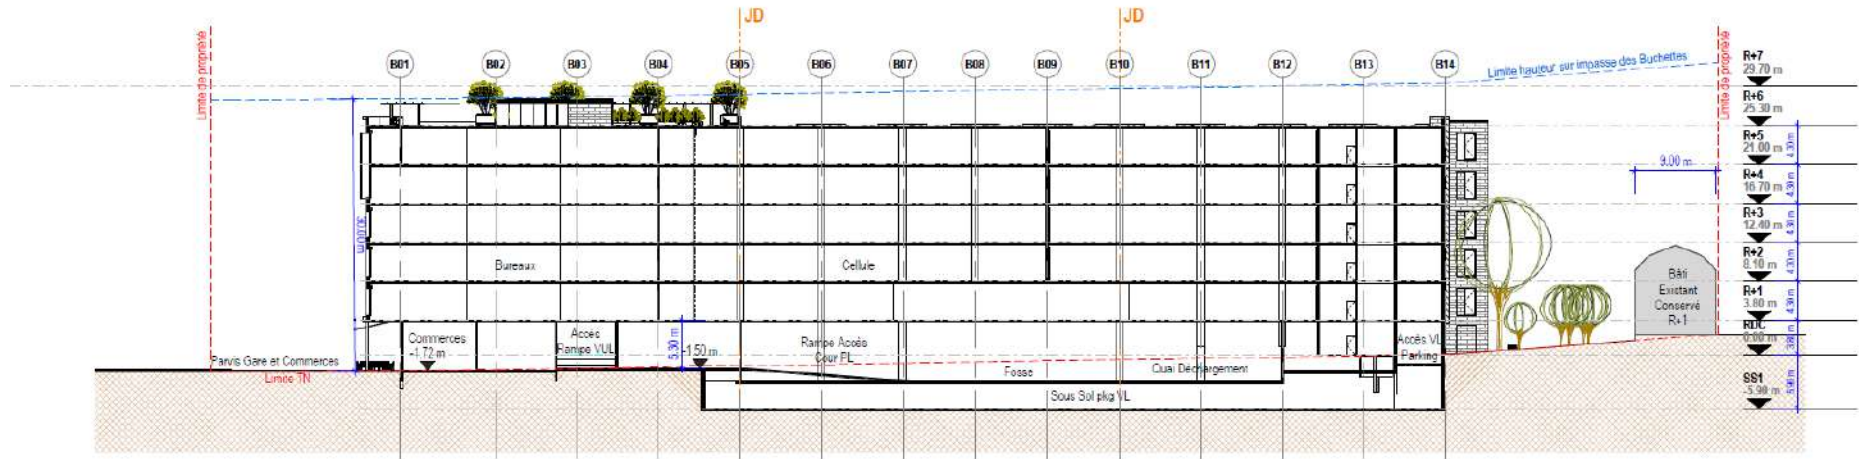 JD
JD
Limite de propriété
B01
B02
B03
B04
B05
B06
B07
B08
B09
B10
B11
B12
B13
B14
Limite hauteur sur impasse des Buchettes
Limite de propriété
R+7
29.70 m
R+6
25.30 m
R+5
21.00 m
4.30 m
9.00 m
R+4
16.70 m
4.30 m
R+3
12.40 m
4.30 m
30.00 m
Bureaux
Cellule
R+2
8.10 m
4.30 m
Bâti
Existant
Conservé
R+1
R+1
3.80 m
4.30 m
RDC
0.00 m
3.80 m
Commerces
-1.72 m
Accès
Rampe VUL
5.30 m
-1.50 m
Rampe Accès
Cour PL
Accès VL
Parking
Parvis Gare et Commerces
Limite TN
Fosse
Quai Déchargement
Sous Sol pkg VL
SS1
-5.90 m
5.90 m